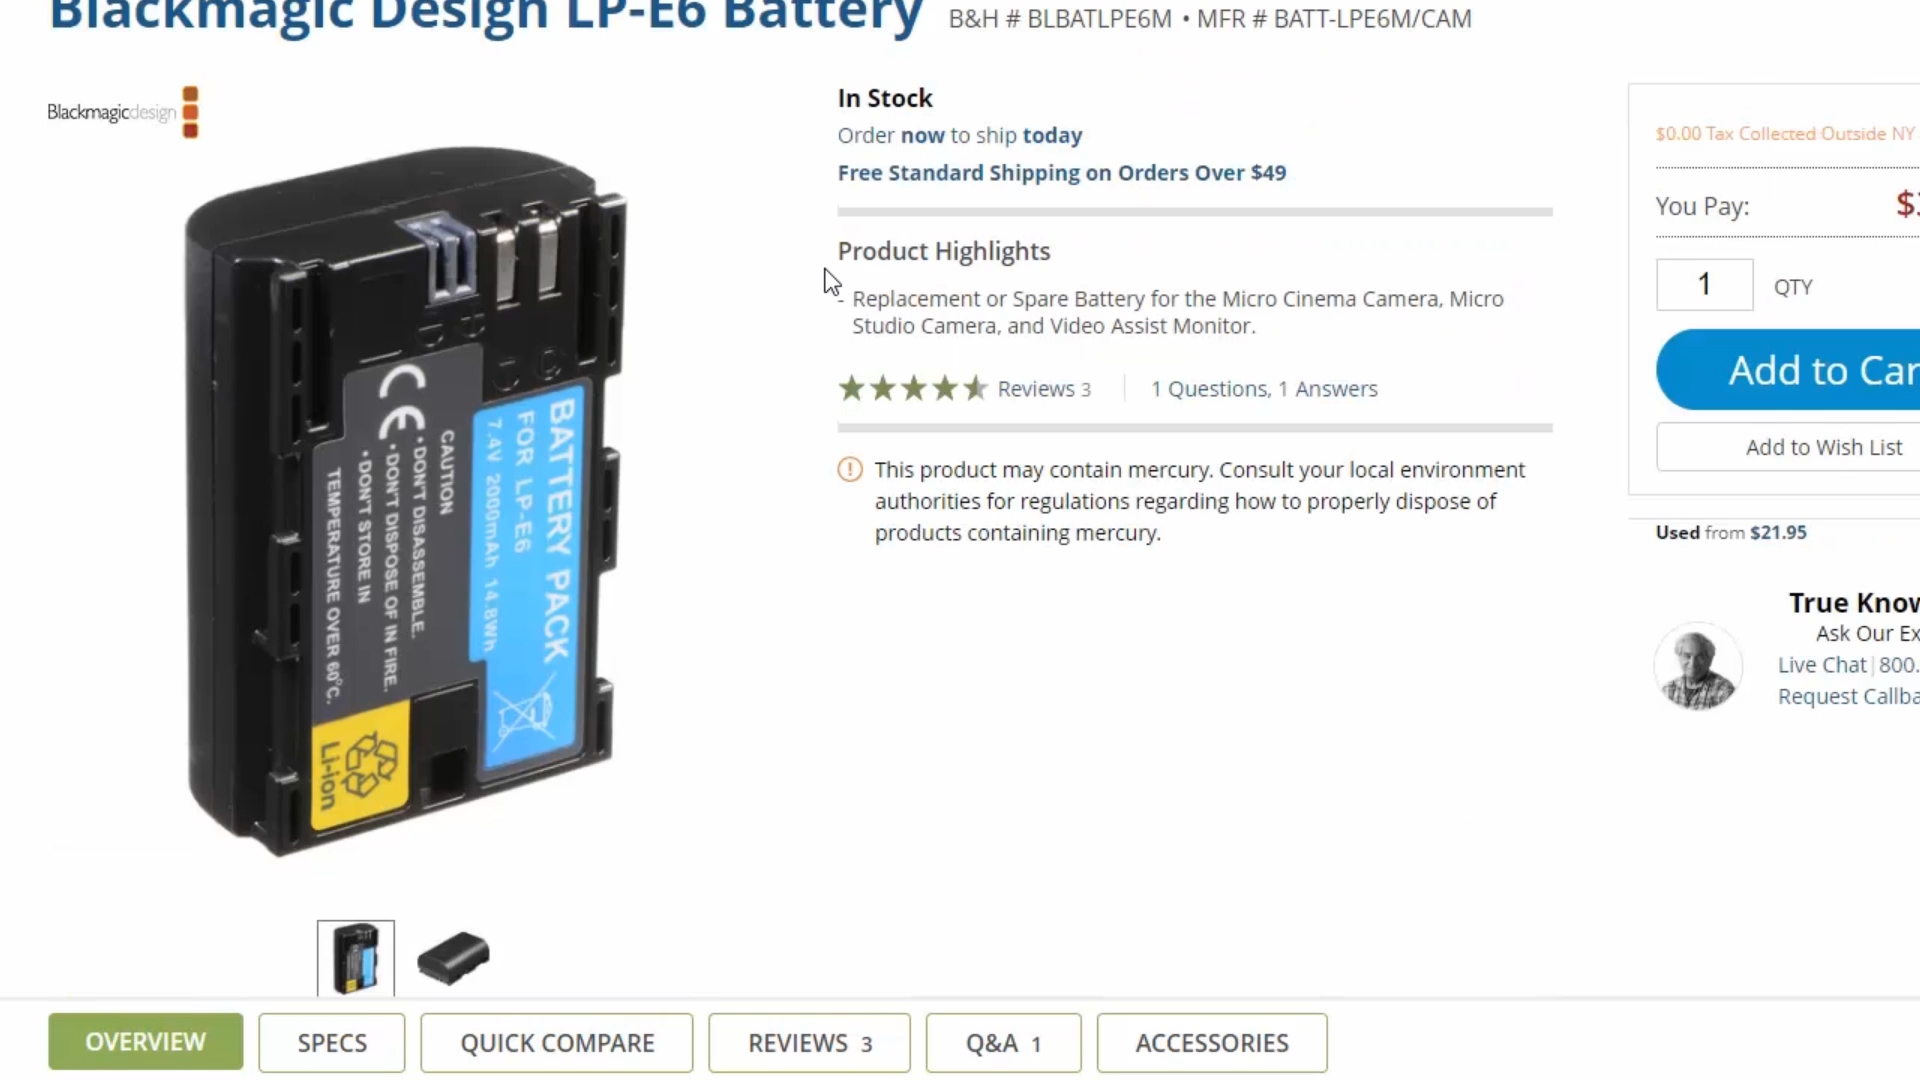 Blackmagic Design LP-E6 Battery
B&H # BLBATLPE6M • MFR # BATT-LPE6M/CAM
Blackmagicdesign
In Stock
Order now to ship today
Free Standard Shipping on Orders Over $49
Product Highlights
- Replacement or Spare Battery for the Micro Cinema Camera, Micro
Studio Camera, and Video Assist Monitor.
Reviews 3
1 Questions, 1 Answers
This product may contain mercury. Consult your local environment
authorities for regulations regarding how to properly dispose of
products containing mercury.
$0.00 Tax Collected Outside NY
You Pay:
1
QTY
Add to Car
Add to Wish List
Used from $21.95
True Know
Ask Our Ex
Live Chat|800.
Request Callba
BATTERY PACK
FOR LP-E6
7.4V 2000mAh 14.8Wh
CE
CAUTION
•DON'T DISASSEMBLE.
•DON'T DISPOSE OF IN FIRE.
•DON'T STORE IN
TEMPERATURE OVER 60°C.
Li-ion
OVERVIEW
SPECS
QUICK COMPARE
REVIEWS 3
Q&A 1
ACCESSORIES